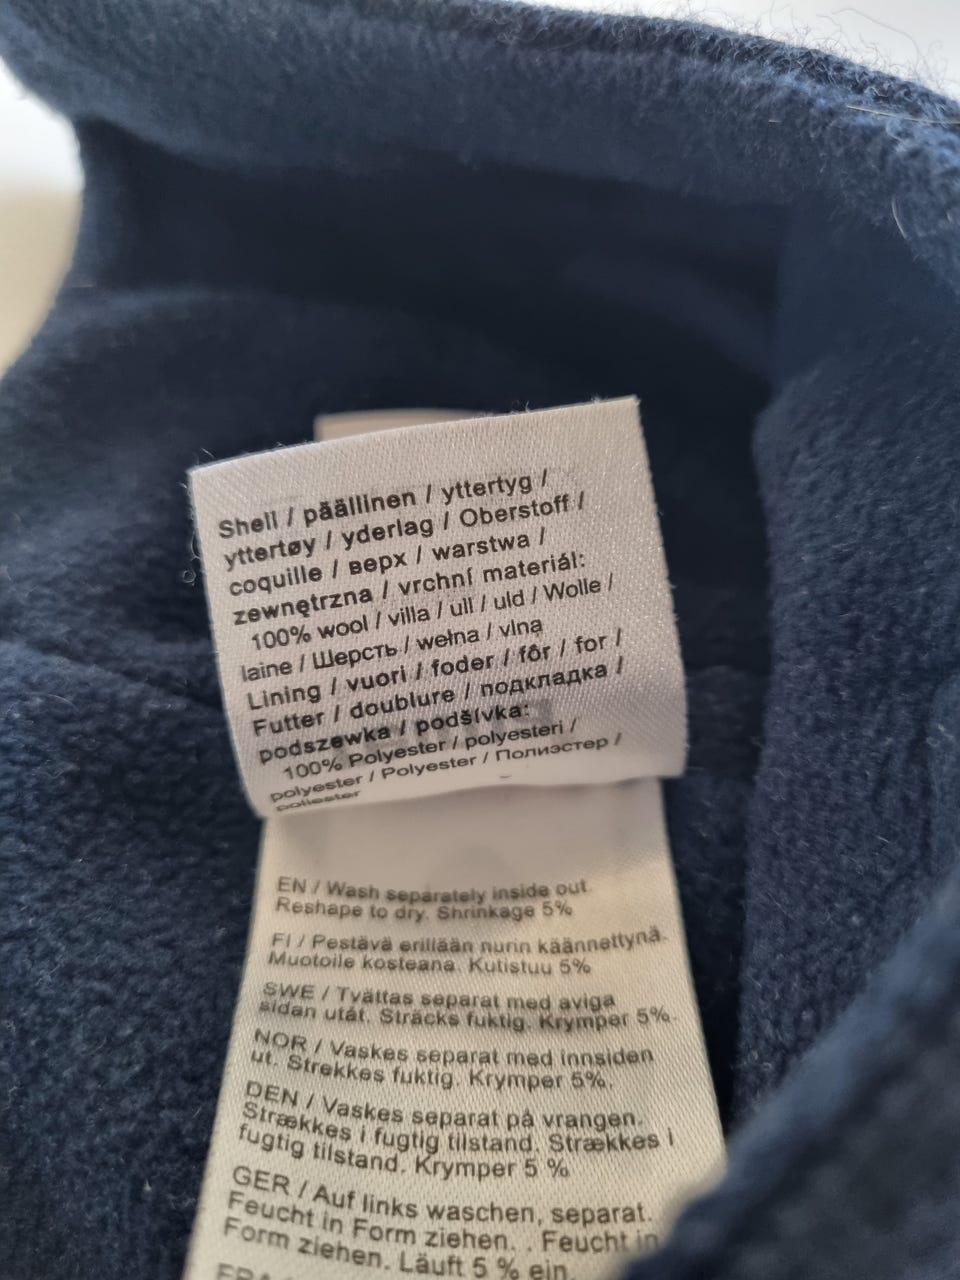 Shell / päällinen / yttertyg /
yttertøy / yderlag / Oberstoff /
coquille / верх / warstwa /
zewnętrzna / vrchní materiál:
100% wool / villa / ull / uld / Wolle /
laine / Шерсть / wełna / vlna
Lining / vuori / foder / fôr / for /
Futter / doublure / подкладка /
podszewka / podšívka:
100% Polyester / polyesteri /
polyester / Polyester / Полиэстер /
poliester
EN / Wash separately inside out.
Reshape to dry. Shrinkage 5%
FI / Pestävä erillään nurin käännettynä.
Muotoile kosteana. Kutistuu 5%
SWE / Tvättas separat med aviga
sidan utåt. Sträcks fuktig. Krymper 5%.
NOR / Vaskes separat med innsiden
ut. Strekkes fuktig. Krymper 5%.
DEN / Vaskes separat på vrangen.
Strækkes i fugtig tilstand. Strækkes i
fugtig tilstand. Krymper 5 %
GER / Auf links waschen, separat.
Feucht in Form ziehen. . Feucht in
Form ziehen. Läuft 5 % ein.